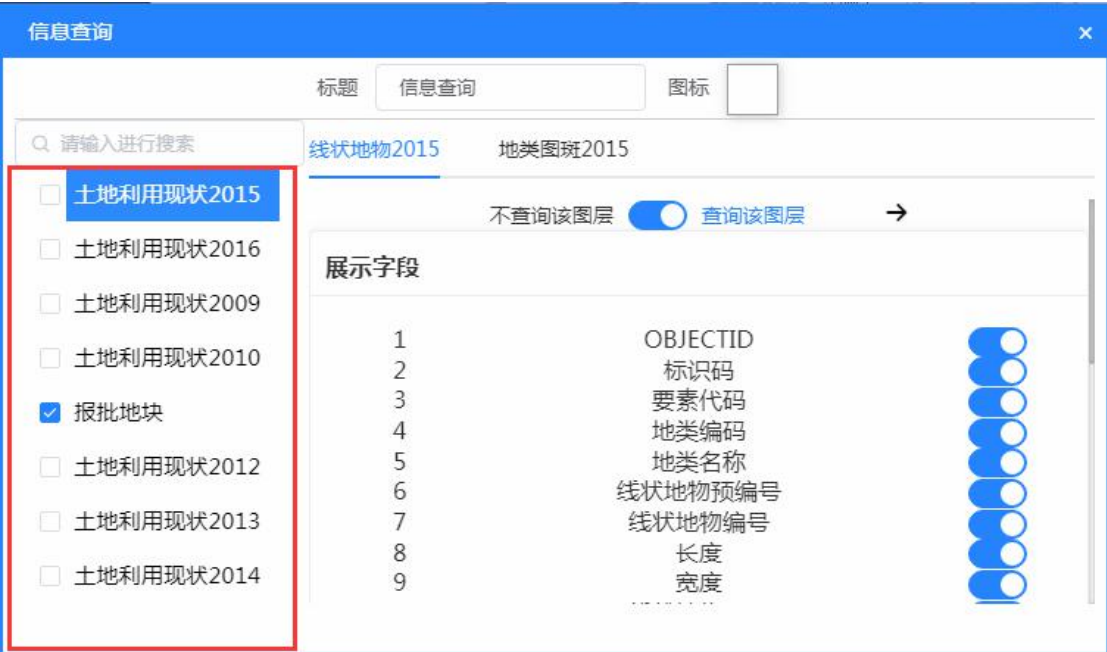 信息查询 ×
标题 信息查询 图标
请输入进行搜索
线状地物2015 地类图斑2015
土地利用现状2015
土地利用现状2016
土地利用现状2009
土地利用现状2010
报批地块
土地利用现状2012
土地利用现状2013
土地利用现状2014
不查询该图层 查询该图层 →
展示字段
1 OBJECTID
2 标识码
3 要素代码
4 地类编码
5 地类名称
6 线状地物预编号
7 线状地物编号
8 长度
9 宽度